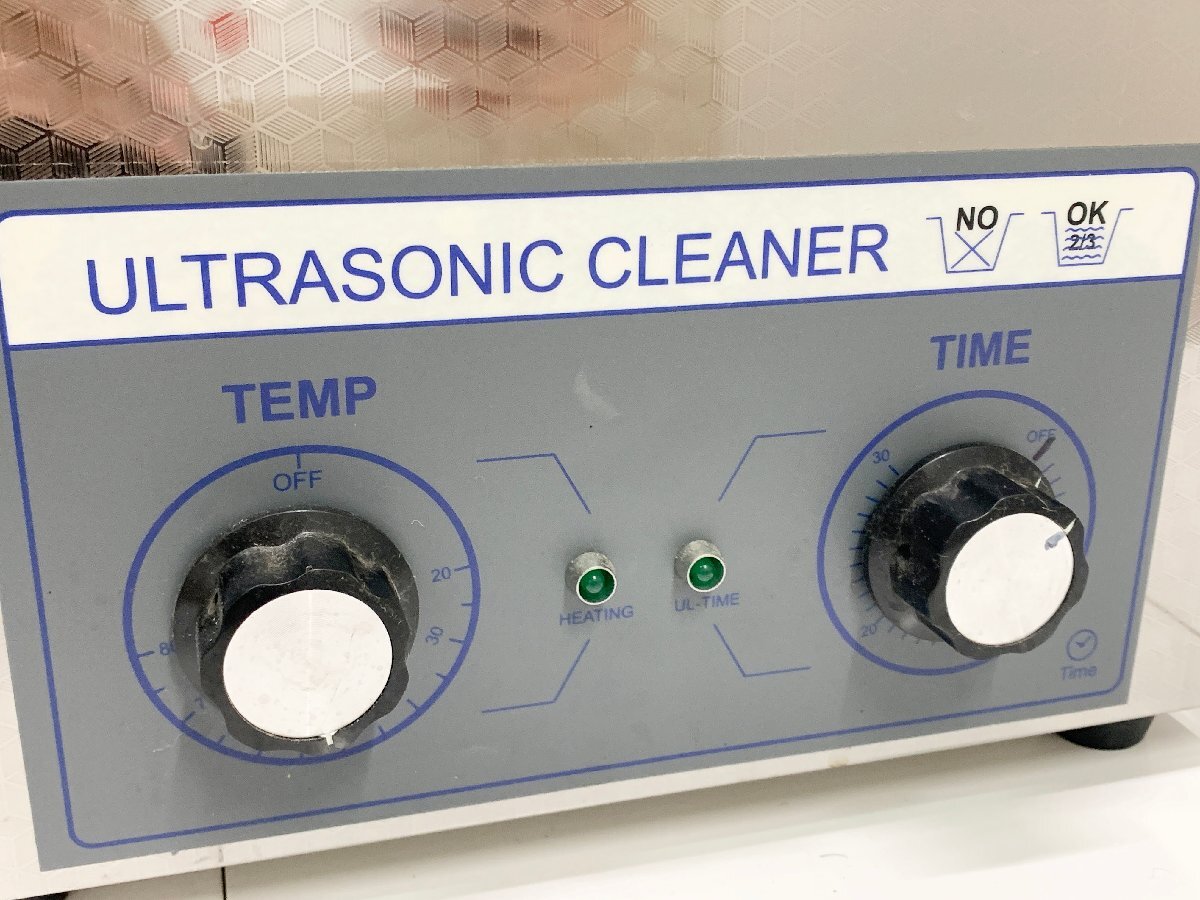 ULTRASONIC CLEANER
NO
OK
2/3
TEMP
TIME
OFF
20
30
80
HEATING
UL-TIME
OFF
30
20
Time